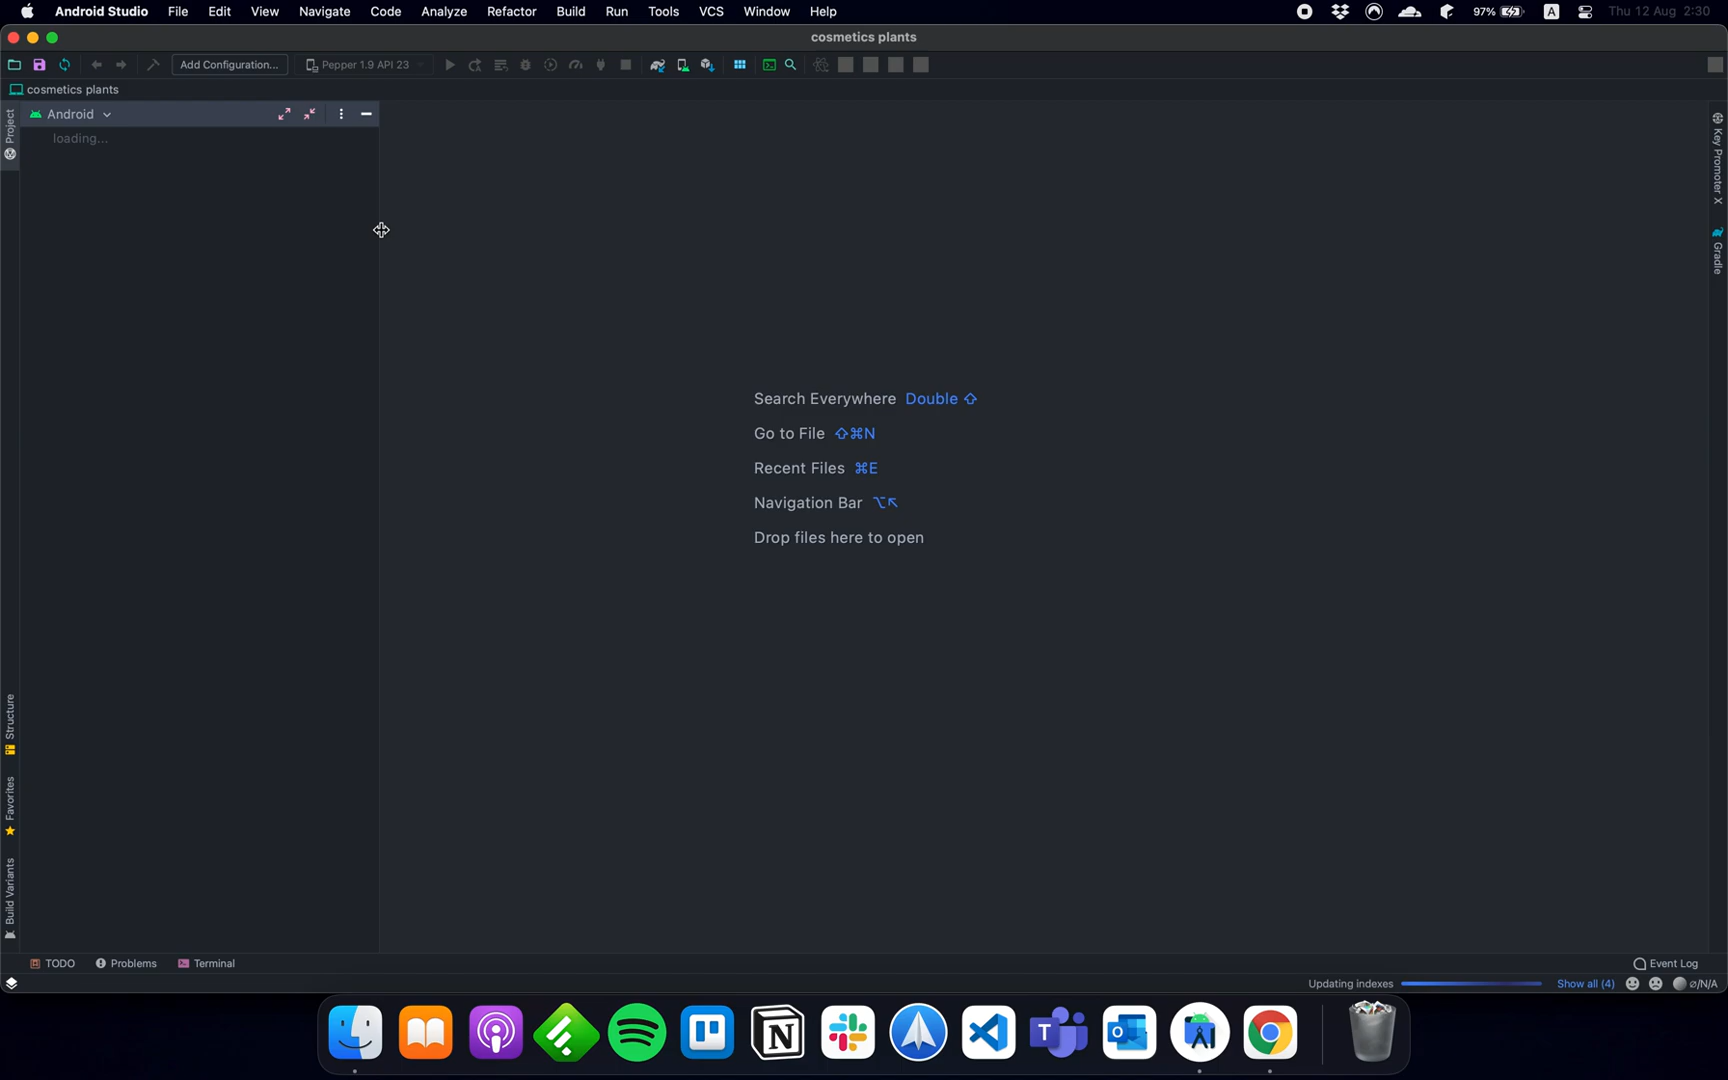 Android Studio File Edit View Navigate Code Analyze Refactor Build Run Tools VCS Window Help 97% A Thu 12 Aug 2:30
cosmetics plants
Add Configuration... Pepper 1.9 API 23
cosmetics plants
Project
Android
loading...
Key Promoter X
Gradle
Search Everywhere Double ⇧
Go to File ⇧⌘N
Recent Files ⌘E
Navigation Bar ⌥↖
Drop files here to open
Structure
Favorites
Build Variants
TODO Problems Terminal Event Log
Updating indexes Show all (4) ∅/N/A